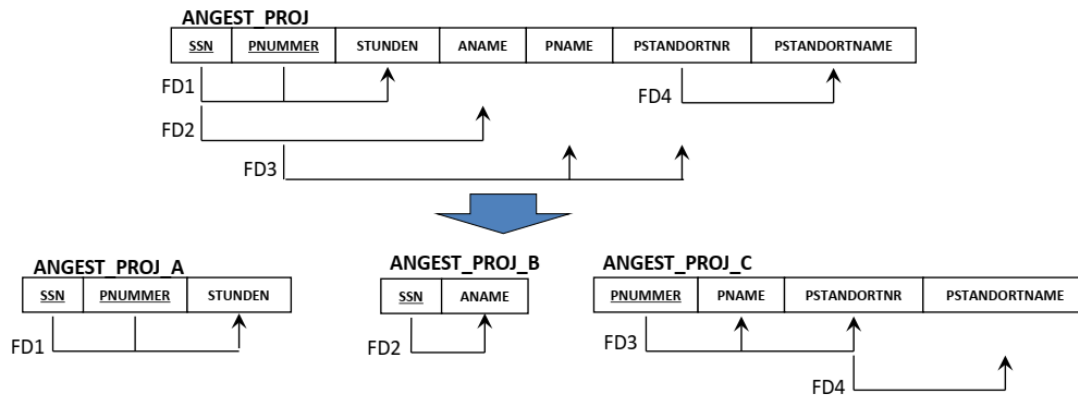 ANGEST_PROJ
SSN PNUMMER STUNDEN ANAME PNAME PSTANDORTNR PSTANDORTNAME
FD1 FD4
FD2
FD3
ANGEST_PROJ_A ANGEST_PROJ_B ANGEST_PROJ_C
SSN PNUMMER STUNDEN SSN ANAME PNUMMER PNAME PSTANDORTNR PSTANDORTNAME
FD1 FD2 FD3
FD4